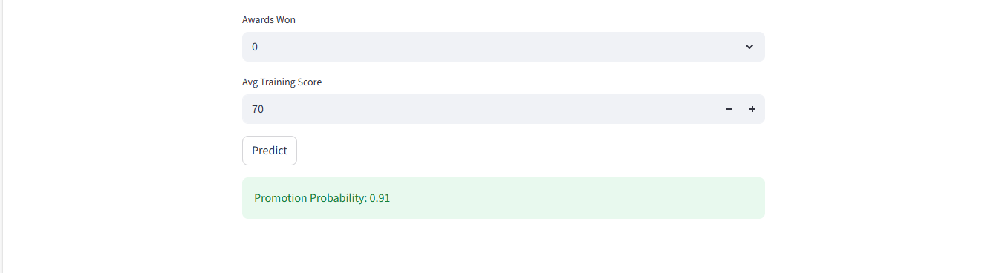 Awards Won
0
Avg Training Score
70
Predict
Promotion Probability: 0.91